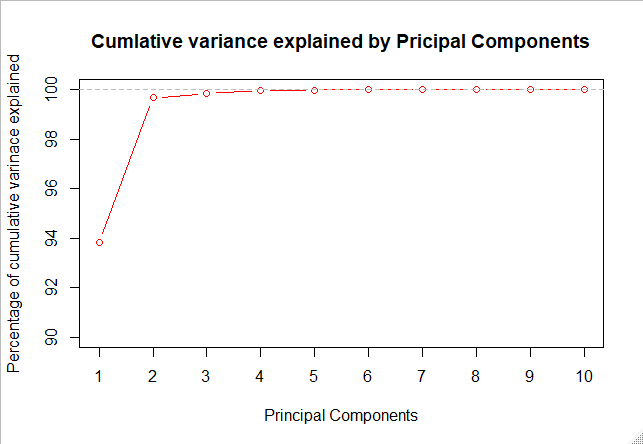 Cumlative variance explained by Pricipal Components
Percentage of cumulative varinace explained
100
98
96
94
92
90
1 2 3 4 5 6 7 8 9 10
Principal Components